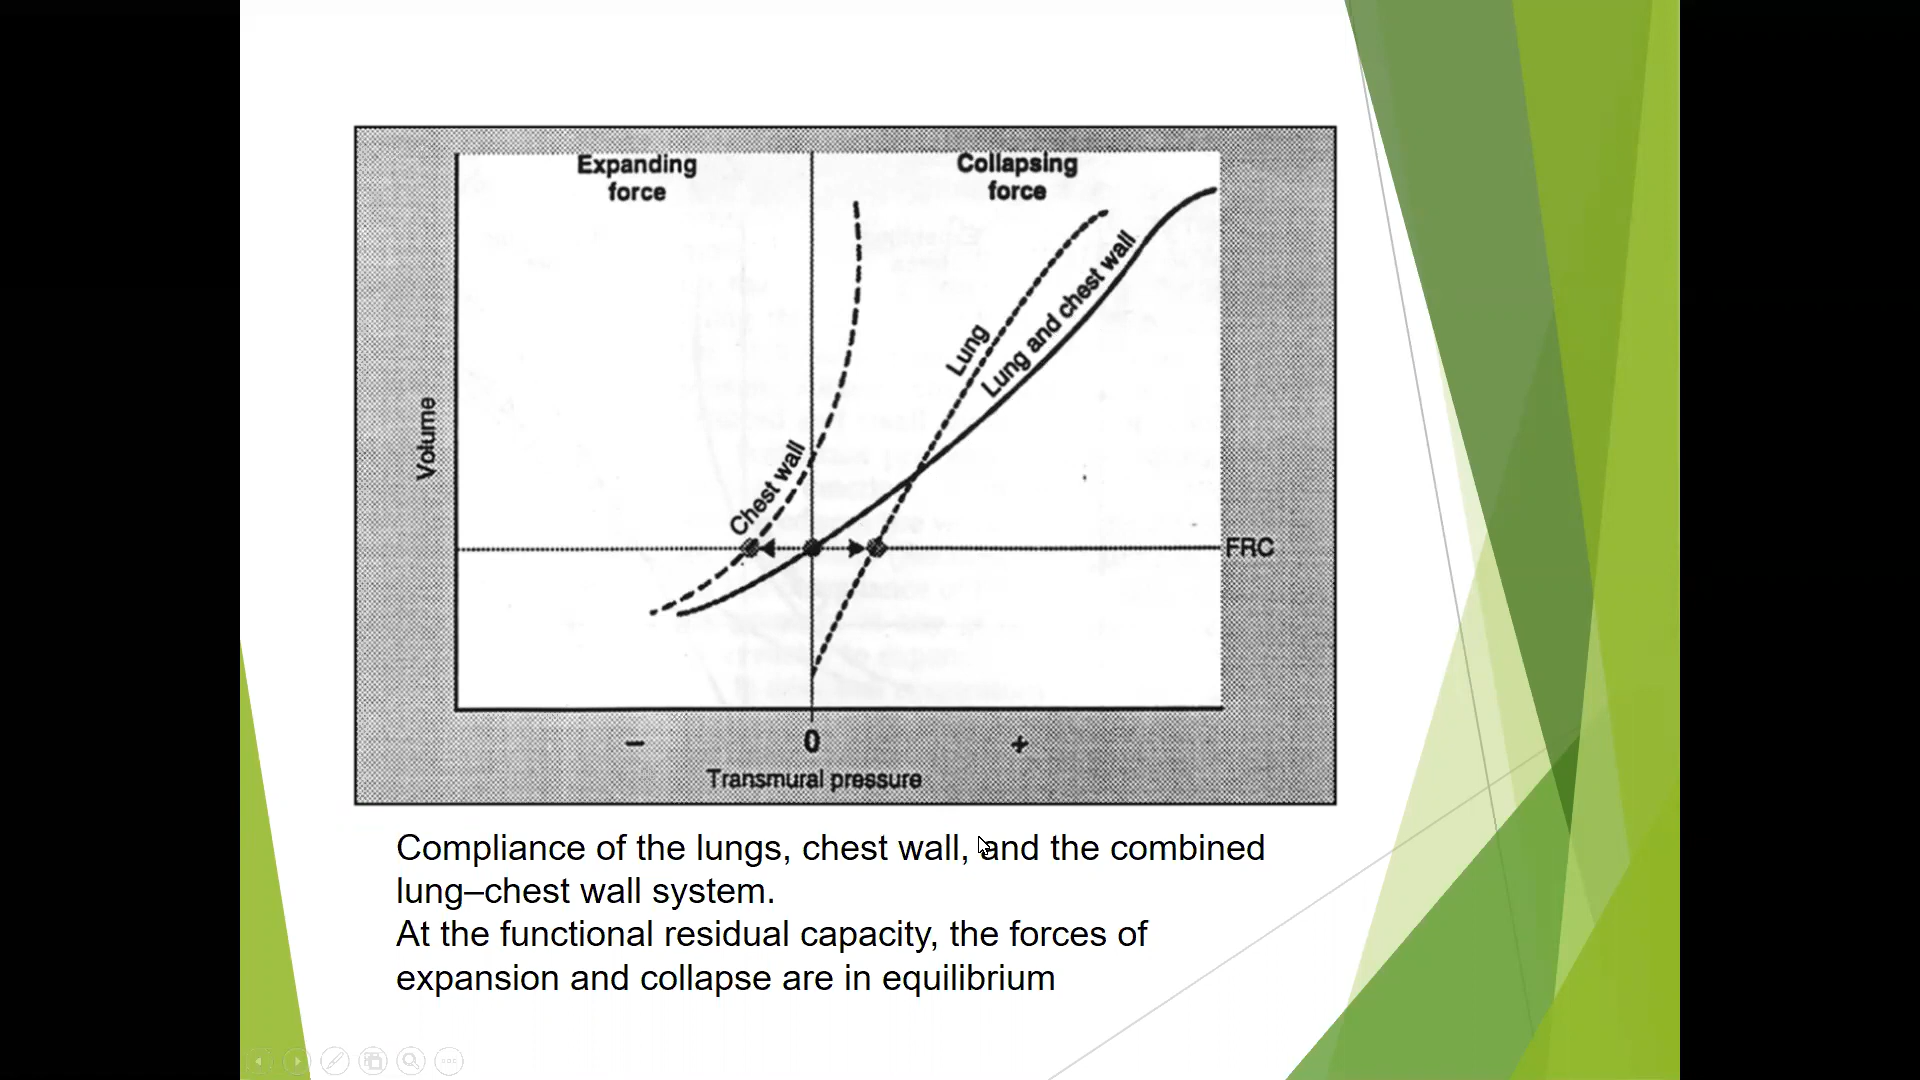 Expanding
force
Collapsing
force
Volume
Chest wall
Lung
Lung and chest wall
FRC
– 0 +
Transmural pressure
Compliance of the lungs, chest wall, and the combined
lung–chest wall system.
At the functional residual capacity, the forces of
expansion and collapse are in equilibrium